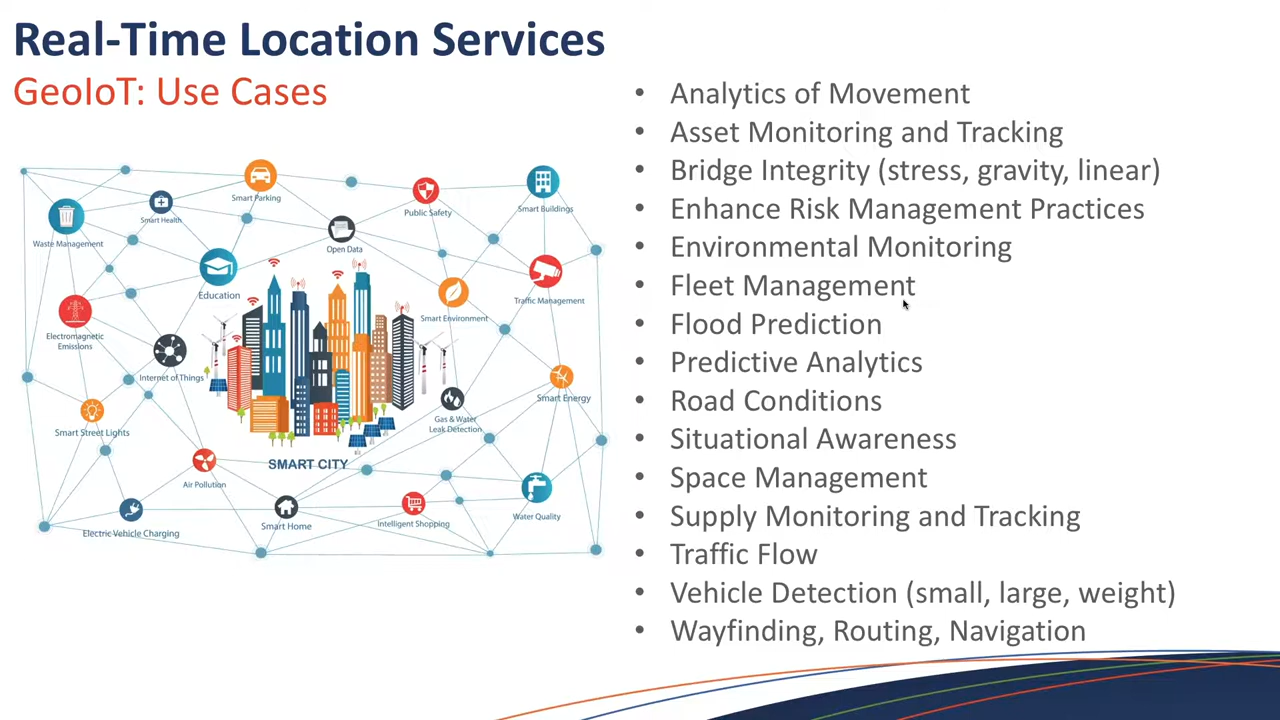 Real-Time Location Services
GeoIoT: Use Cases
Smart Parking
Smart Health
Public Safety
Smart Buildings
Waste Management
Open Data
Education
Traffic Management
Smart Environment
Electromagnetic
Emissions
Internet of Things
Smart Energy
Gas & Water
Leak Detection
Smart Street Lights
SMART CITY
Air Pollution
Water Quality
Electric Vehicle Charging
Smart Home
Intelligent Shopping
• Analytics of Movement
• Asset Monitoring and Tracking
• Bridge Integrity (stress, gravity, linear)
• Enhance Risk Management Practices
• Environmental Monitoring
• Fleet Management
• Flood Prediction
• Predictive Analytics
• Road Conditions
• Situational Awareness
• Space Management
• Supply Monitoring and Tracking
• Traffic Flow
• Vehicle Detection (small, large, weight)
• Wayfinding, Routing, Navigation